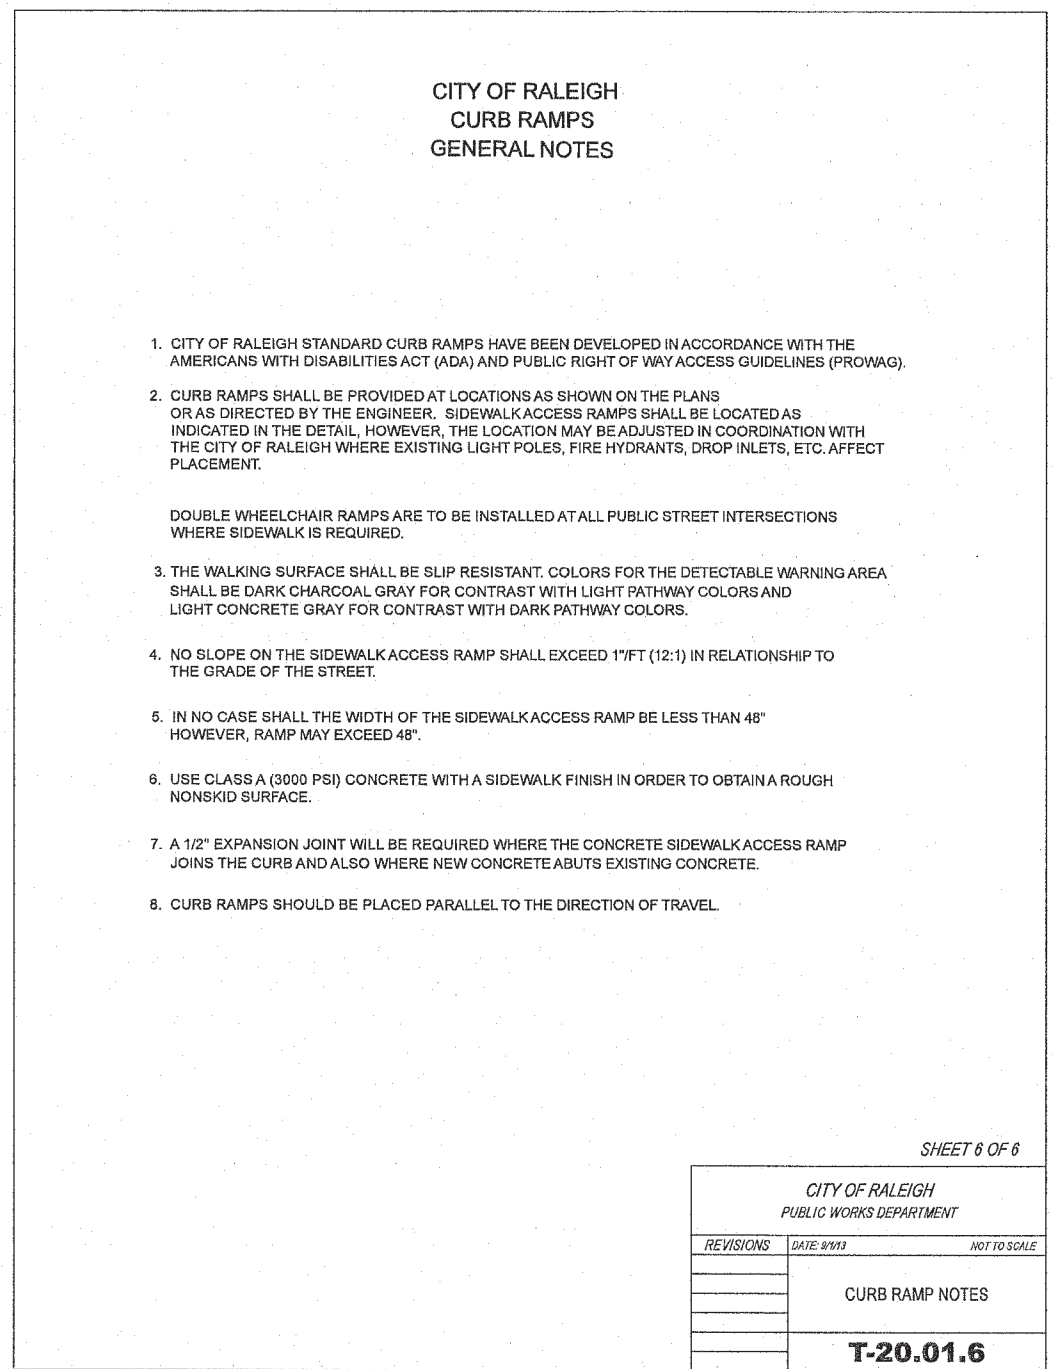 CITY OF RALEIGH
CURB RAMPS
GENERAL NOTES
1. CITY OF RALEIGH STANDARD CURB RAMPS HAVE BEEN DEVELOPED IN ACCORDANCE WITH THE
AMERICANS WITH DISABILITIES ACT (ADA) AND PUBLIC RIGHT OF WAY ACCESS GUIDELINES (PROWAG).
2. CURB RAMPS SHALL BE PROVIDED AT LOCATIONS AS SHOWN ON THE PLANS
OR AS DIRECTED BY THE ENGINEER. SIDEWALK ACCESS RAMPS SHALL BE LOCATED AS
INDICATED IN THE DETAIL, HOWEVER, THE LOCATION MAY BE ADJUSTED IN COORDINATION WITH
THE CITY OF RALEIGH WHERE EXISTING LIGHT POLES, FIRE HYDRANTS, DROP INLETS, ETC. AFFECT
PLACEMENT.
DOUBLE WHEELCHAIR RAMPS ARE TO BE INSTALLED AT ALL PUBLIC STREET INTERSECTIONS
WHERE SIDEWALK IS REQUIRED.
3. THE WALKING SURFACE SHALL BE SLIP RESISTANT. COLORS FOR THE DETECTABLE WARNING AREA
SHALL BE DARK CHARCOAL GRAY FOR CONTRAST WITH LIGHT PATHWAY COLORS AND
LIGHT CONCRETE GRAY FOR CONTRAST WITH DARK PATHWAY COLORS.
4. NO SLOPE ON THE SIDEWALK ACCESS RAMP SHALL EXCEED 1"/FT (12:1) IN RELATIONSHIP TO
THE GRADE OF THE STREET.
5. IN NO CASE SHALL THE WIDTH OF THE SIDEWALK ACCESS RAMP BE LESS THAN 48"
HOWEVER, RAMP MAY EXCEED 48".
6. USE CLASS A (3000 PSI) CONCRETE WITH A SIDEWALK FINISH IN ORDER TO OBTAIN A ROUGH
NONSKID SURFACE.
7. A 1/2" EXPANSION JOINT WILL BE REQUIRED WHERE THE CONCRETE SIDEWALK ACCESS RAMP
JOINS THE CURB AND ALSO WHERE NEW CONCRETE ABUTS EXISTING CONCRETE.
8. CURB RAMPS SHOULD BE PLACED PARALLEL TO THE DIRECTION OF TRAVEL.
SHEET 6 OF 6
CITY OF RALEIGH
PUBLIC WORKS DEPARTMENT
REVISIONS DATE: 9/1/13 NOT TO SCALE
CURB RAMP NOTES
T-20.01.6